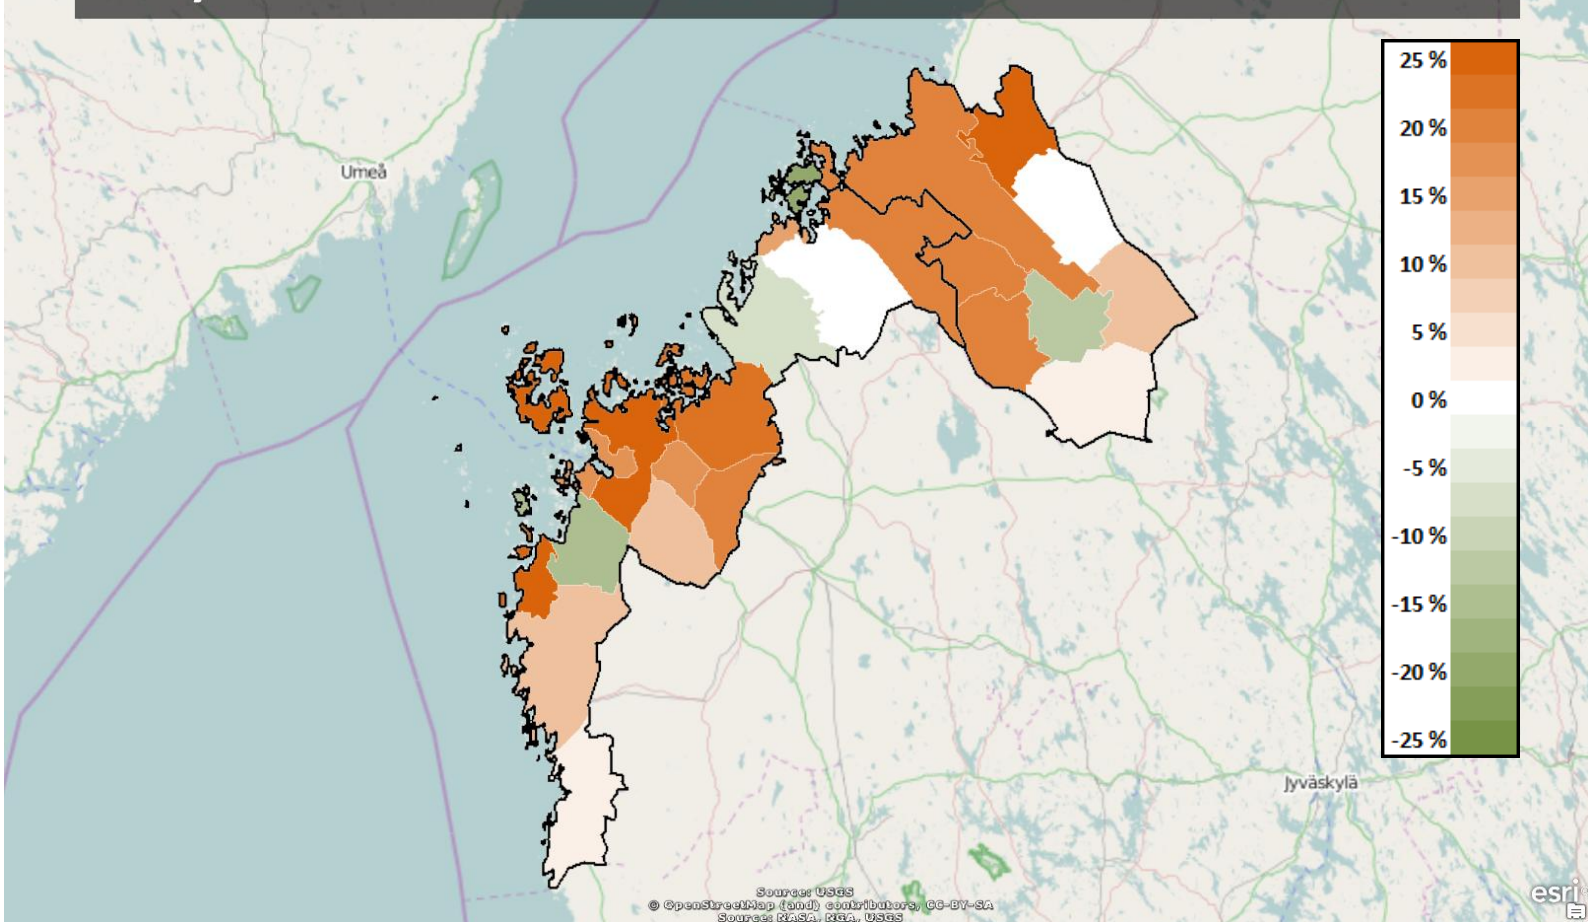 25 %
20 %
15 %
10 %
5 %
0 %
-5 %
-10 %
-15 %
-20 %
-25 %
Umeå
Jyväskylä
Source: USGS
© OpenStreetMap (and) contributors, CC-BY-SA
Source: NASA, NGA, USGS
esri